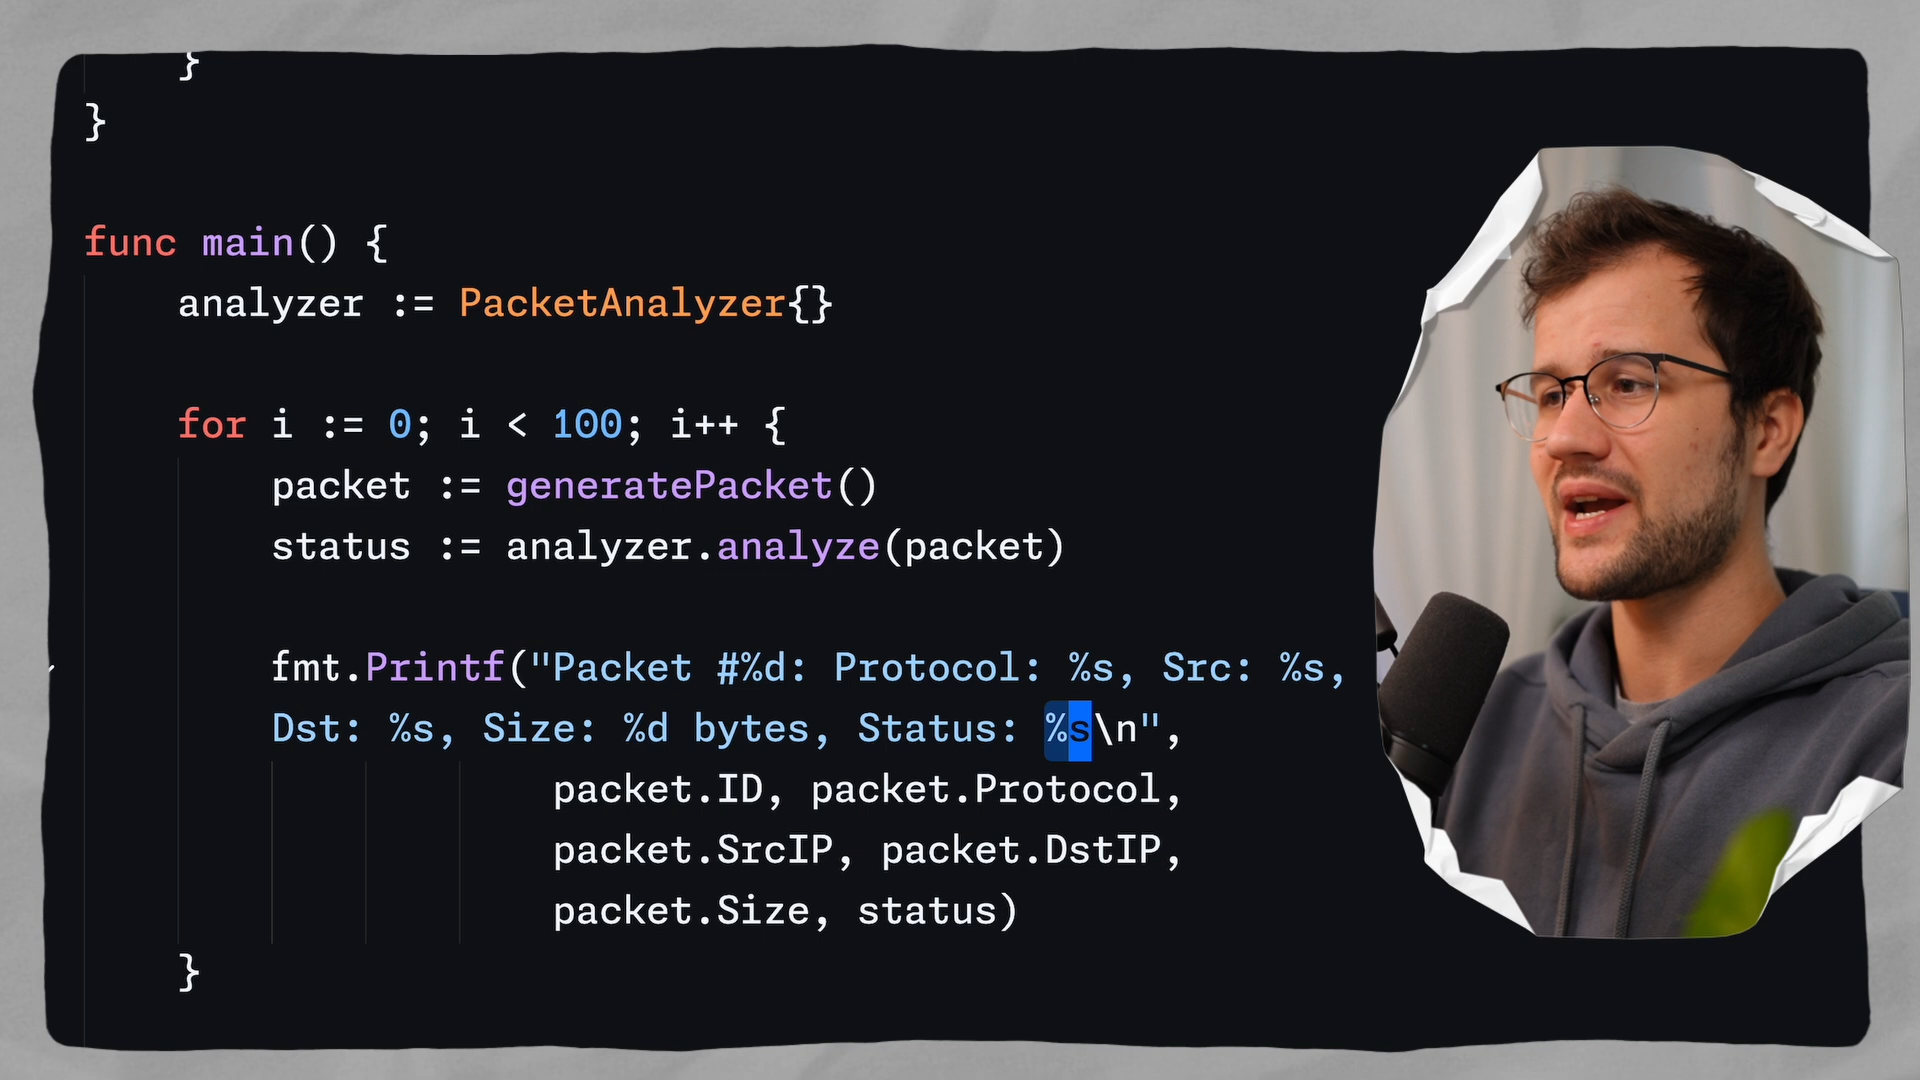 }
}
func main() {
analyzer := PacketAnalyzer{}
for i := 0; i < 100; i++ {
packet := generatePacket()
status := analyzer.analyze(packet)
fmt.Printf("Packet #%d: Protocol: %s, Src: %s,
Dst: %s, Size: %d bytes, Status: %s\n",
packet.ID, packet.Protocol,
packet.SrcIP, packet.DstIP,
packet.Size, status)
}